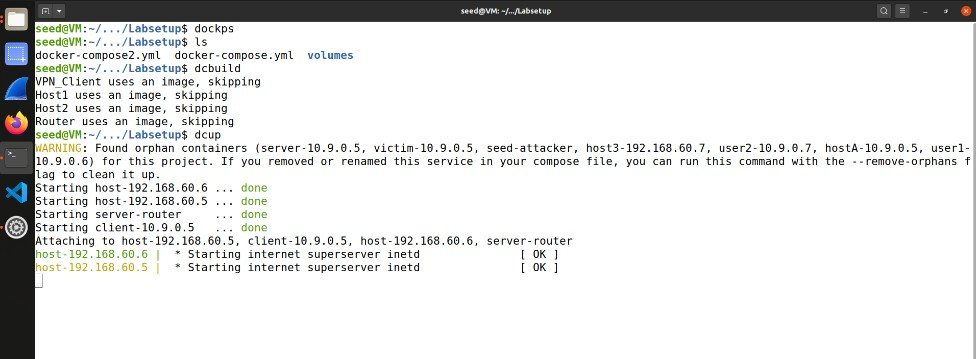 seed@VM: ~/.../Labsetup
seed@VM:~/.../Labsetup$ dockps
seed@VM:~/.../Labsetup$ ls
docker-compose2.yml  docker-compose.yml  volumes
seed@VM:~/.../Labsetup$ dcbuild
VPN_Client uses an image, skipping
Host1 uses an image, skipping
Host2 uses an image, skipping
Router uses an image, skipping
seed@VM:~/.../Labsetup$ dcup
WARNING: Found orphan containers (server-10.9.0.5, victim-10.9.0.5, seed-attacker, host3-192.168.60.7, user2-10.9.0.7, hostA-10.9.0.5, user1-
10.9.0.6) for this project. If you removed or renamed this service in your compose file, you can run this command with the --remove-orphans f
lag to clean it up.
Starting host-192.168.60.6 ... done
Starting host-192.168.60.5 ... done
Starting server-router     ... done
Starting client-10.9.0.5   ... done
Attaching to host-192.168.60.5, client-10.9.0.5, host-192.168.60.6, server-router
host-192.168.60.6 |  * Starting internet superserver inetd               [ OK ]
host-192.168.60.5 |  * Starting internet superserver inetd               [ OK ]